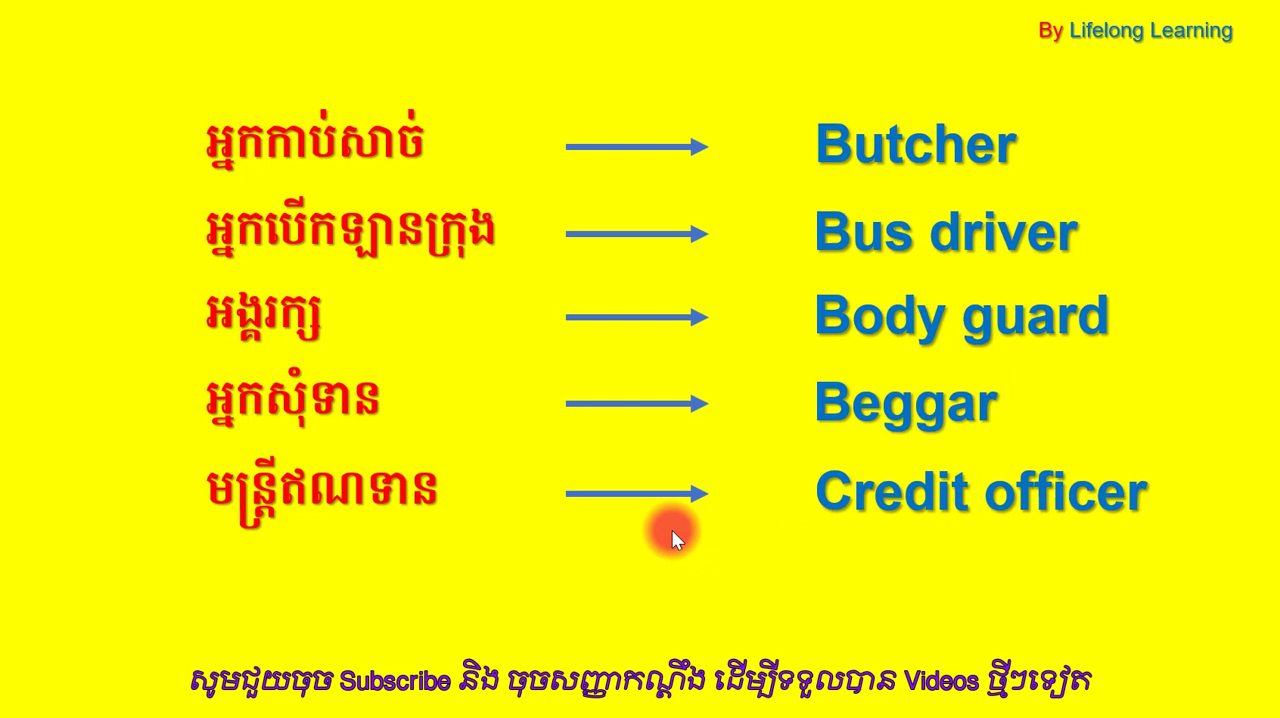 By Lifelong Learning
អ្នកកាប់សាច់ Butcher
អ្នកបើកឡានក្រុង Bus driver
អង្គរក្ស Body guard
អ្នកសុំទាន Beggar
មន្ត្រីឥណទាន Credit officer
សូមជួយចុច Subscribe និង ចុចសញ្ញាកណ្ដឹង ដើម្បីទទួលបាន Videos ថ្មីៗទៀត